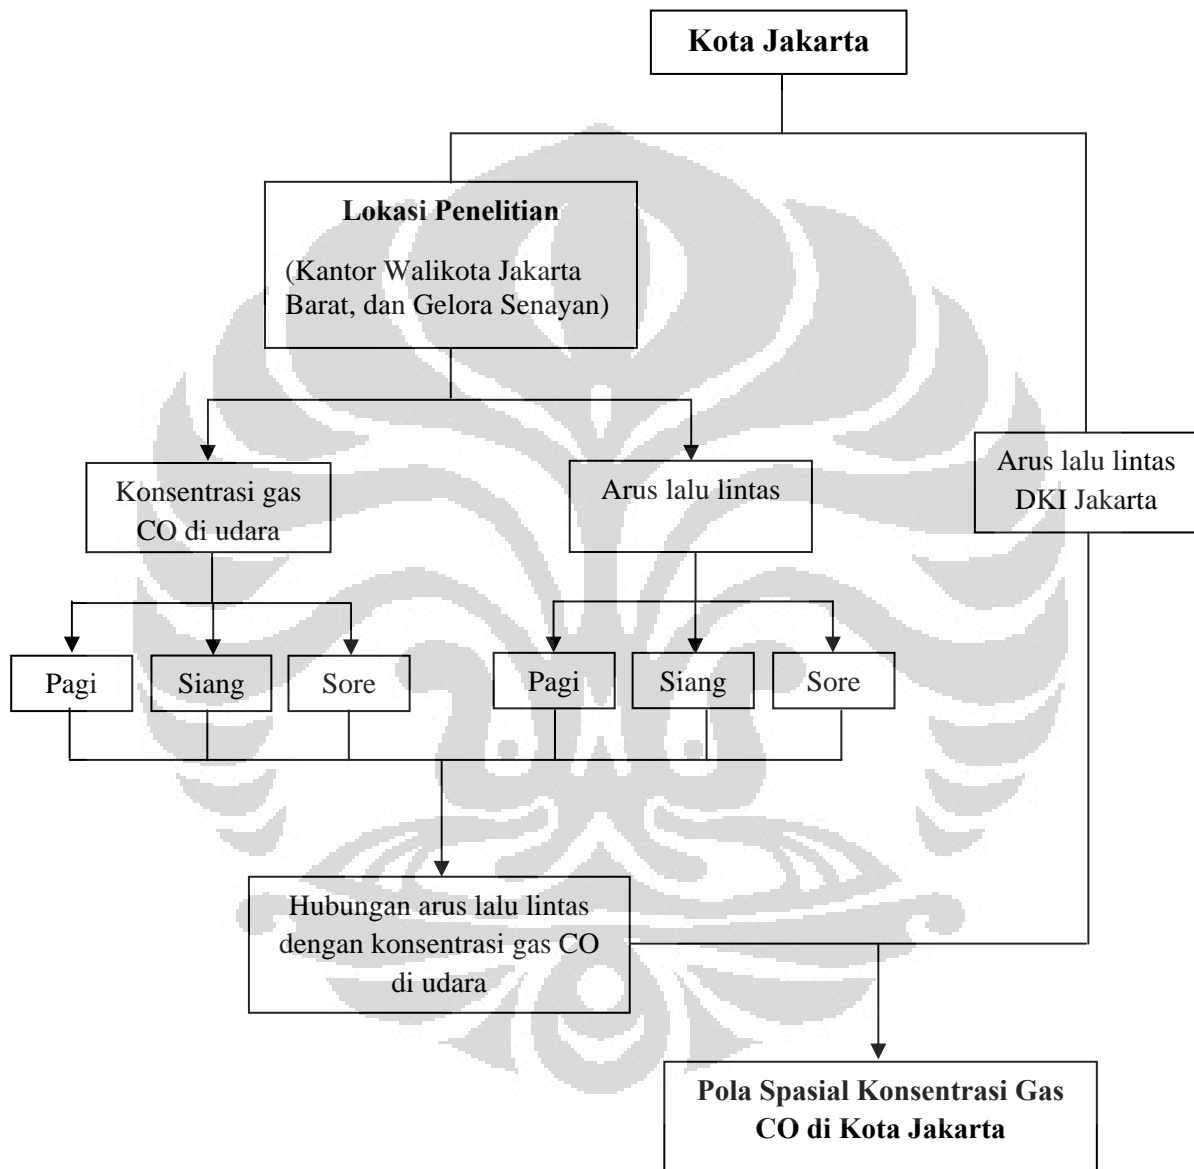 Kota Jakarta
Lokasi Penelitian
(Kantor Walikota Jakarta
Barat, dan Gelora Senayan)
Konsentrasi gas
CO di udara
Arus lalu lintas
Arus lalu lintas
DKI Jakarta
Pagi
Siang
Sore
Pagi
Siang
Sore
Hubungan arus lalu lintas
dengan konsentrasi gas CO
di udara
Pola Spasial Konsentrasi Gas
CO di Kota Jakarta